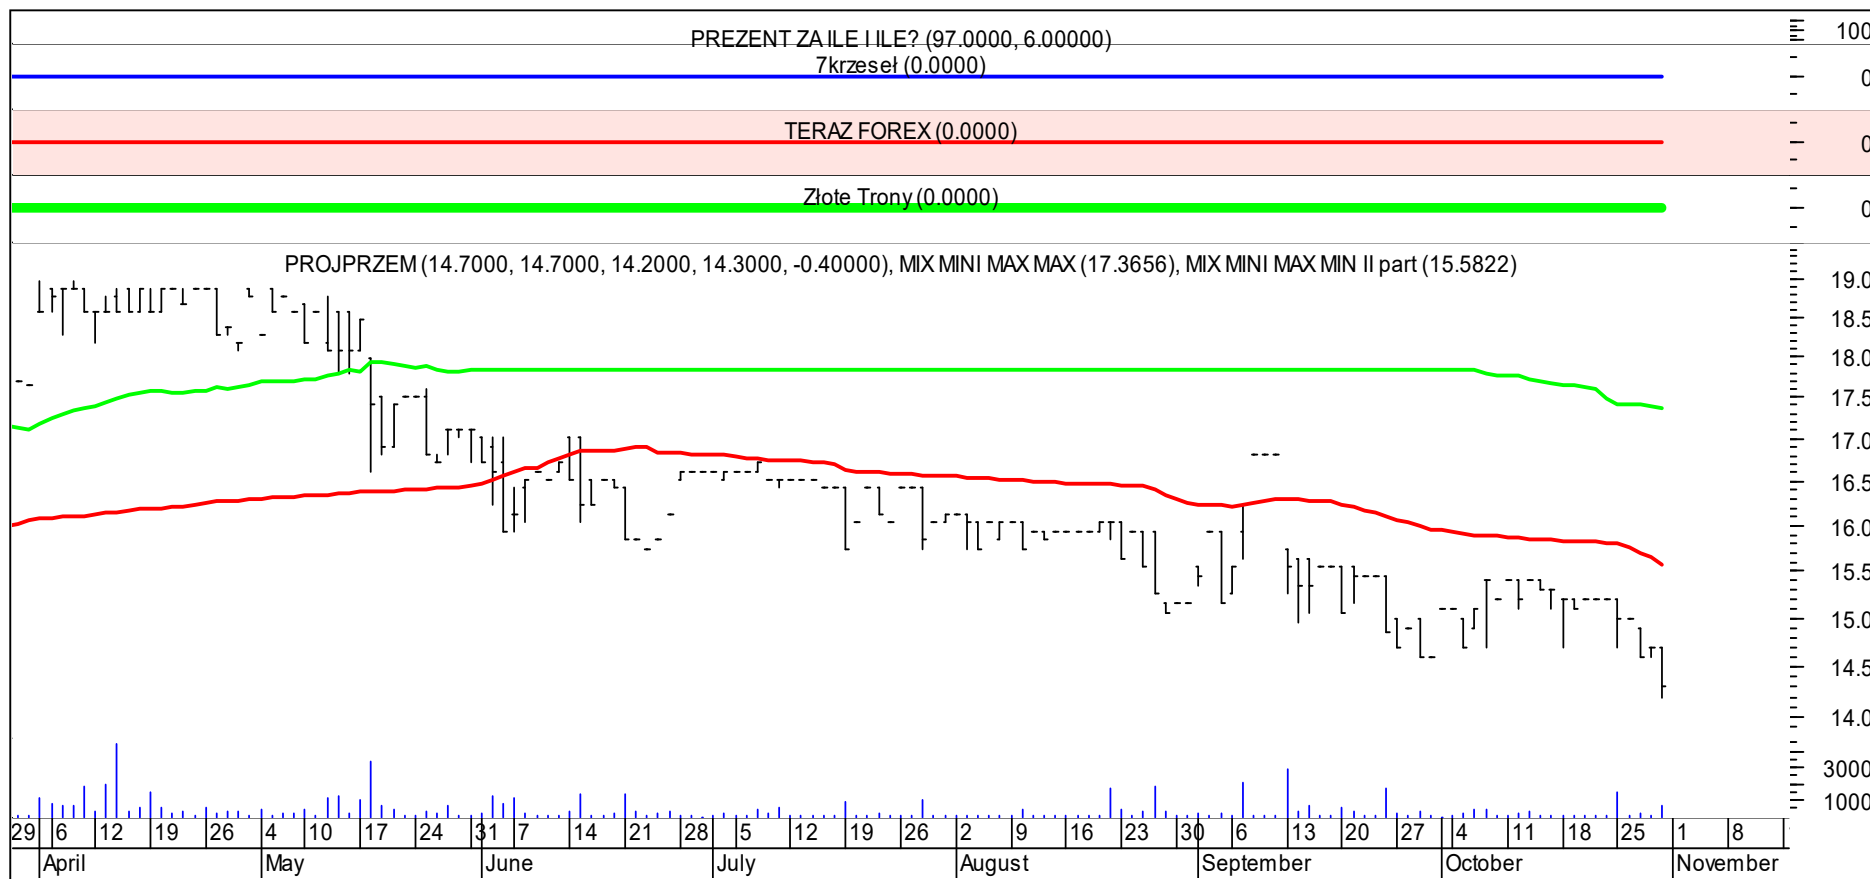 PREZENT ZA ILE I ILE? (97.0000, 6.00000)
100
7krzeseł (0.0000)
0
TERAZ FOREX (0.0000)
0
Złote Trony (0.0000)
0
PROJPRZEM (14.7000, 14.7000, 14.2000, 14.3000, -0.40000), MIX MINI MAX MAX (17.3656), MIX MINI MAX MIN II part (15.5822)
19.0
18.5
18.0
17.5
17.0
16.5
16.0
15.5
15.0
14.5
14.0
3000
1000
29 6 12 19 26 4 10 17 24 31 7 14 21 28 5 12 19 26 2 9 16 23 30 6 13 20 27 4 11 18 25 1 8
April May June July August September October November